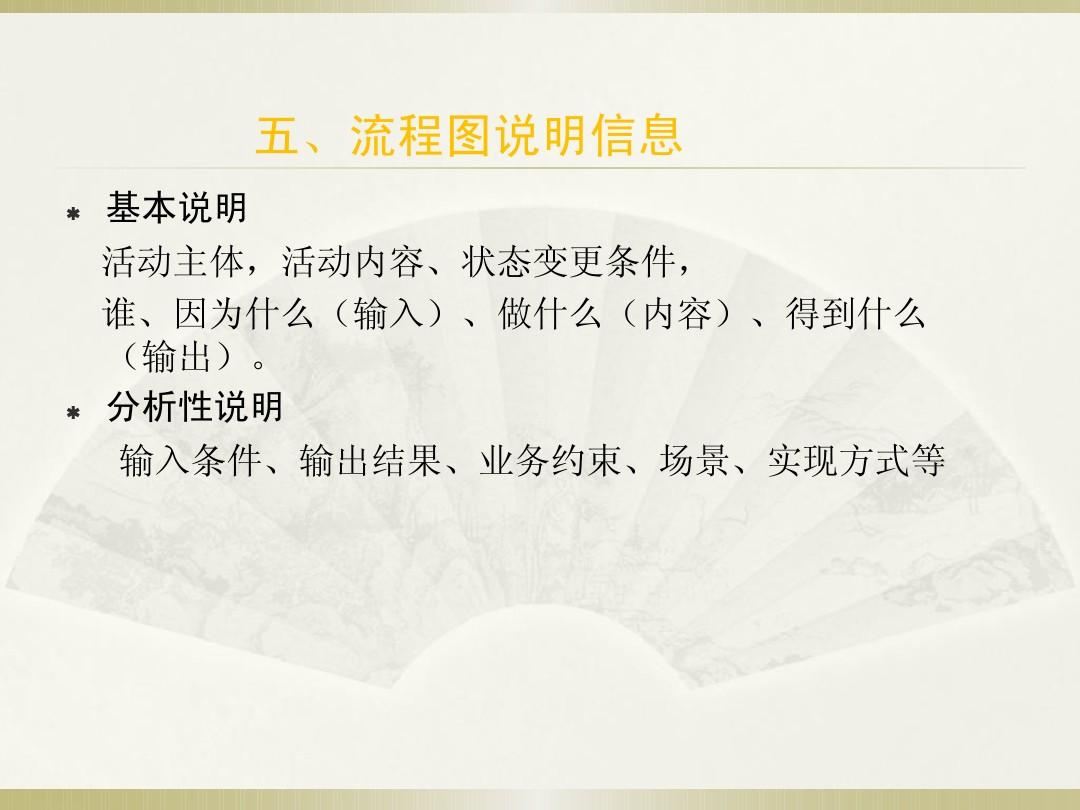 五、流程图说明信息
基本说明
活动主体，活动内容、状态变更条件，
谁、因为什么（输入）、做什么（内容）、得到什么
（输出）。
分析性说明
输入条件、输出结果、业务约束、场景、实现方式等